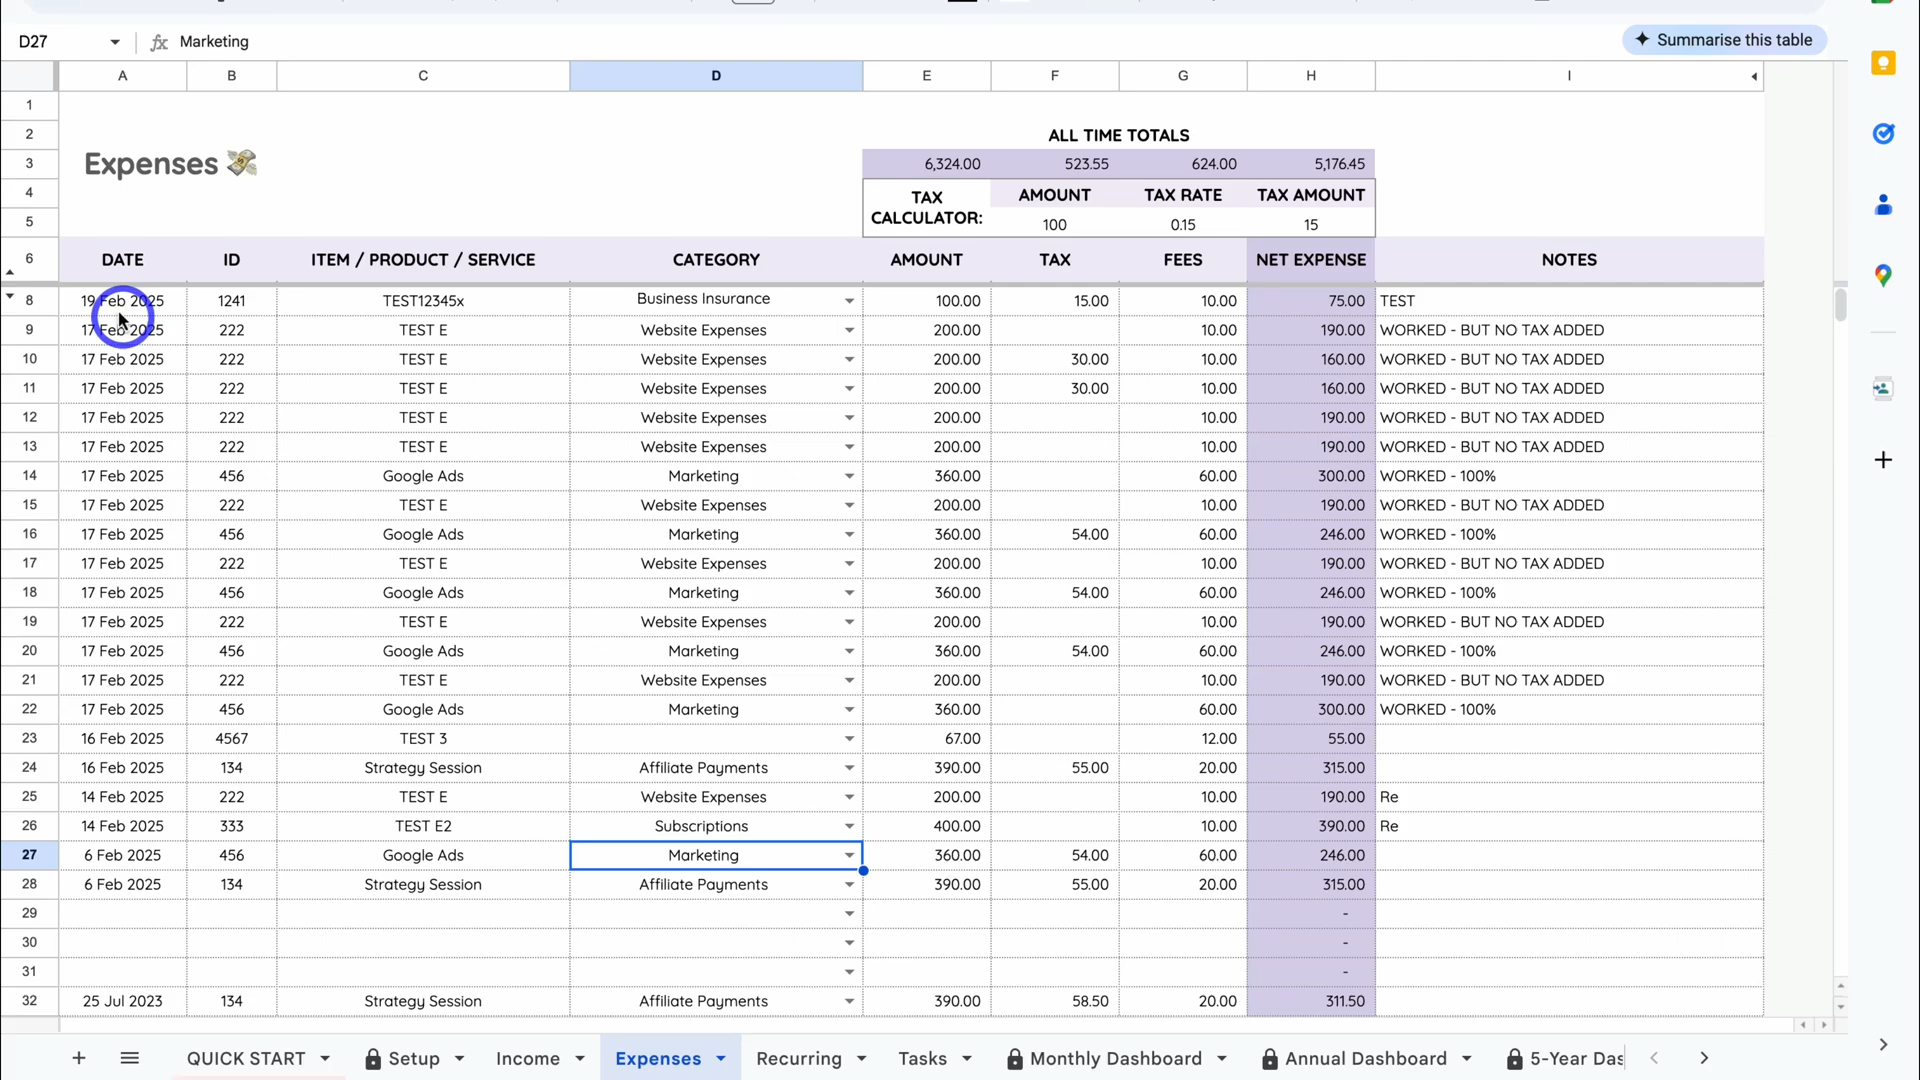 D27 Marketing Summarise this table
A B C D E F G H I
1
2 ALL TIME TOTALS
3 Expenses 6,324.00 523.55 624.00 5,176.45
4 TAX CALCULATOR: AMOUNT TAX RATE TAX AMOUNT
5 100 0.15 15
6 DATE ID ITEM / PRODUCT / SERVICE CATEGORY AMOUNT TAX FEES NET EXPENSE NOTES
8 19 Feb 2025 1241 TEST12345x Business Insurance 100.00 15.00 10.00 75.00 TEST
9 17 Feb 2025 222 TEST E Website Expenses 200.00 10.00 190.00 WORKED - BUT NO TAX ADDED
10 17 Feb 2025 222 TEST E Website Expenses 200.00 30.00 10.00 160.00 WORKED - BUT NO TAX ADDED
11 17 Feb 2025 222 TEST E Website Expenses 200.00 30.00 10.00 160.00 WORKED - BUT NO TAX ADDED
12 17 Feb 2025 222 TEST E Website Expenses 200.00 10.00 190.00 WORKED - BUT NO TAX ADDED
13 17 Feb 2025 222 TEST E Website Expenses 200.00 10.00 190.00 WORKED - BUT NO TAX ADDED
14 17 Feb 2025 456 Google Ads Marketing 360.00 60.00 300.00 WORKED - 100%
15 17 Feb 2025 222 TEST E Website Expenses 200.00 10.00 190.00 WORKED - BUT NO TAX ADDED
16 17 Feb 2025 456 Google Ads Marketing 360.00 54.00 60.00 246.00 WORKED - 100%
17 17 Feb 2025 222 TEST E Website Expenses 200.00 10.00 190.00 WORKED - BUT NO TAX ADDED
18 17 Feb 2025 456 Google Ads Marketing 360.00 54.00 60.00 246.00 WORKED - 100%
19 17 Feb 2025 222 TEST E Website Expenses 200.00 10.00 190.00 WORKED - BUT NO TAX ADDED
20 17 Feb 2025 456 Google Ads Marketing 360.00 54.00 60.00 246.00 WORKED - 100%
21 17 Feb 2025 222 TEST E Website Expenses 200.00 10.00 190.00 WORKED - BUT NO TAX ADDED
22 17 Feb 2025 456 Google Ads Marketing 360.00 60.00 300.00 WORKED - 100%
23 16 Feb 2025 4567 TEST 3 67.00 12.00 55.00
24 16 Feb 2025 134 Strategy Session Affiliate Payments 390.00 55.00 20.00 315.00
25 14 Feb 2025 222 TEST E Website Expenses 200.00 10.00 190.00 Re
26 14 Feb 2025 333 TEST E2 Subscriptions 400.00 10.00 390.00 Re
27 6 Feb 2025 456 Google Ads Marketing 360.00 54.00 60.00 246.00
28 6 Feb 2025 134 Strategy Session Affiliate Payments 390.00 55.00 20.00 315.00
29 -
30 -
31 -
32 25 Jul 2023 134 Strategy Session Affiliate Payments 390.00 58.50 20.00 311.50
QUICK START Setup Income Expenses Recurring Tasks Monthly Dashboard Annual Dashboard 5-Year Das